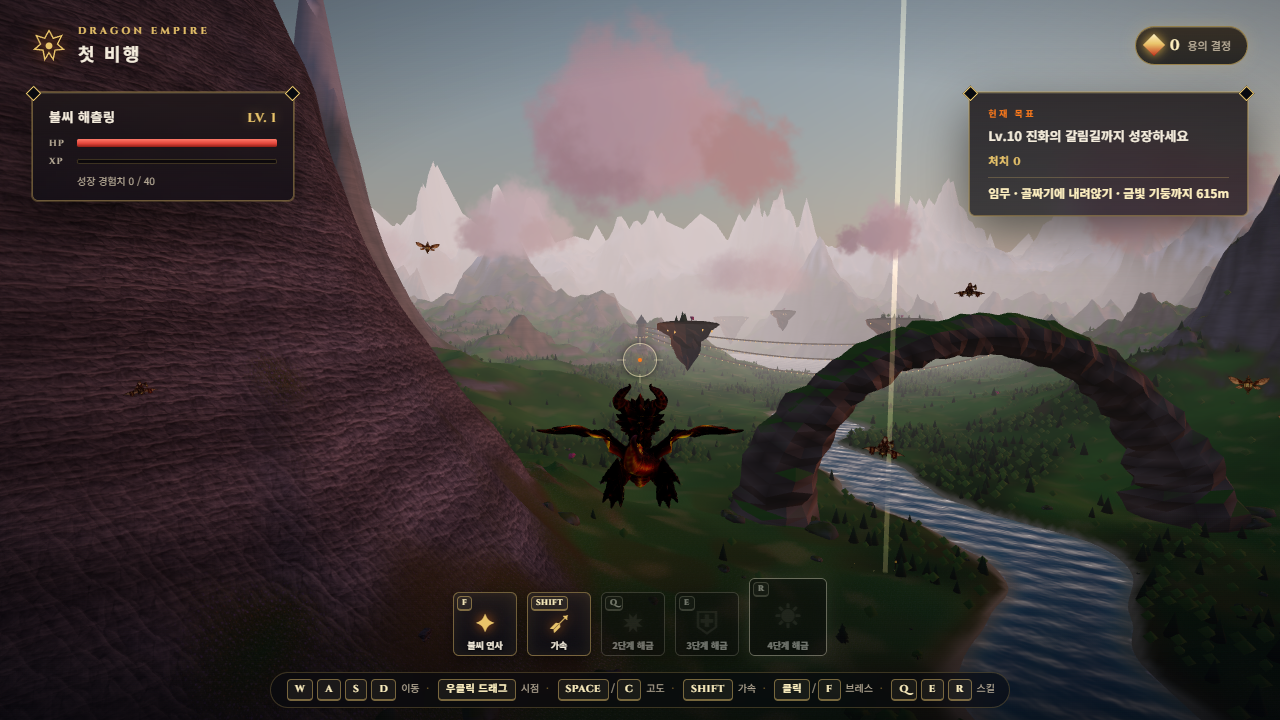 DRAGON EMPIRE
첫 비행
불씨 해츨링 LV. 1
HP
XP
성장 경험치 0 / 40
0 용의 결정
현재 목표
Lv.10 진화의 갈림길까지 성장하세요
처치 0
임무 · 골짜기에 내려앉기 · 금빛 기둥까지 615m
F 불씨 연사
SHIFT 가속
Q 2단계 해금
E 3단계 해금
R 4단계 해금
W A S D 이동 · 우클릭 드래그 시점 · SPACE / C 고도 · SHIFT 가속 · 클릭 / F 브레스 · Q E R 스킬